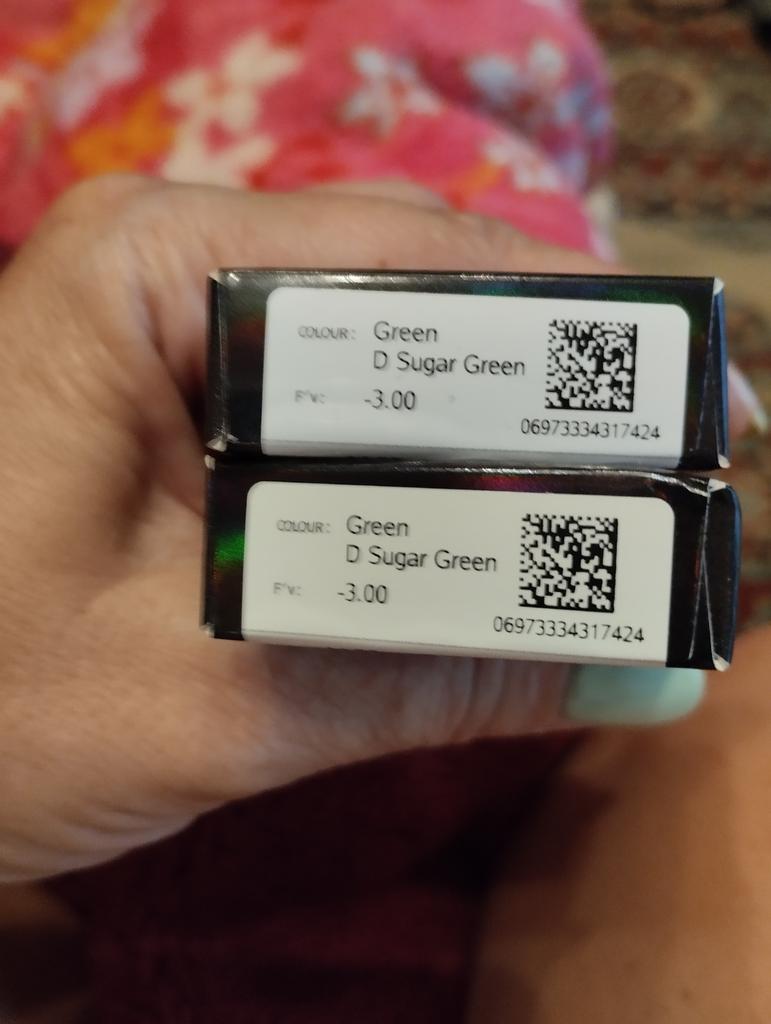 COLOUR: Green
D Sugar Green
F'v: -3.00
06973334317424
COLOUR: Green
D Sugar Green
F'v: -3.00
06973334317424